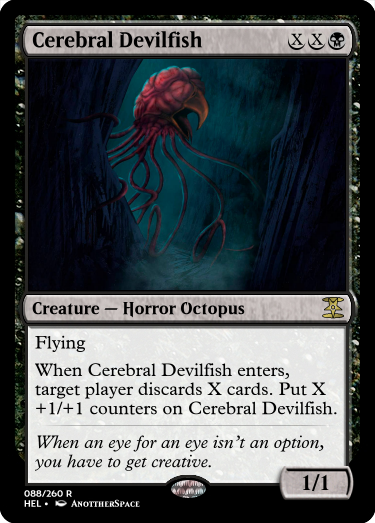 Cerebral Devilfish XX
Creature — Horror Octopus
Flying
When Cerebral Devilfish enters,
target player discards X cards. Put X
+1/+1 counters on Cerebral Devilfish.
When an eye for an eye isn't an option,
you have to get creative.
1/1
088/260 R
HEL • AnotherSpace